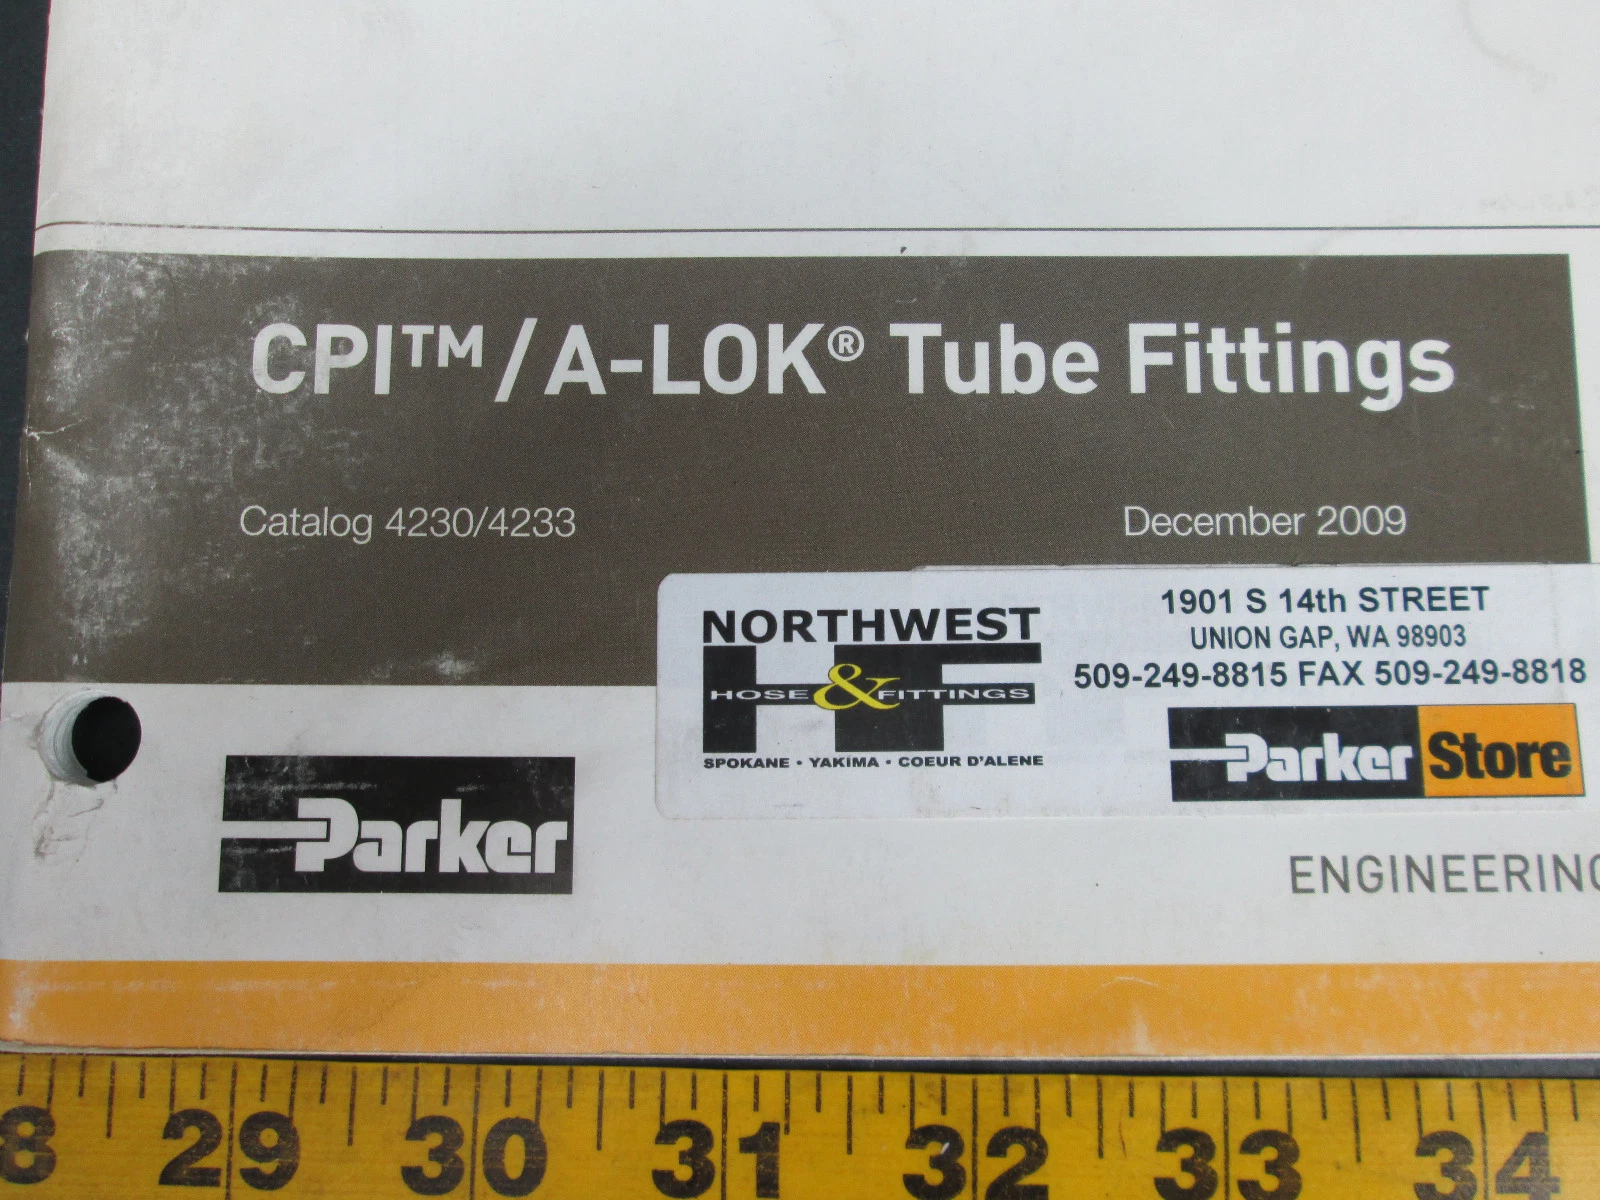 CPI™/A-LOK® Tube Fittings
Catalog 4230/4233
December 2009
NORTHWEST
H&F
HOSE & FITTINGS
SPOKANE • YAKIMA • COEUR D'ALENE
1901 S 14th STREET
UNION GAP, WA 98903
509-249-8815 FAX 509-249-8818
Parker Store
Parker
ENGINEERING
8 29 30 31 32 33 34